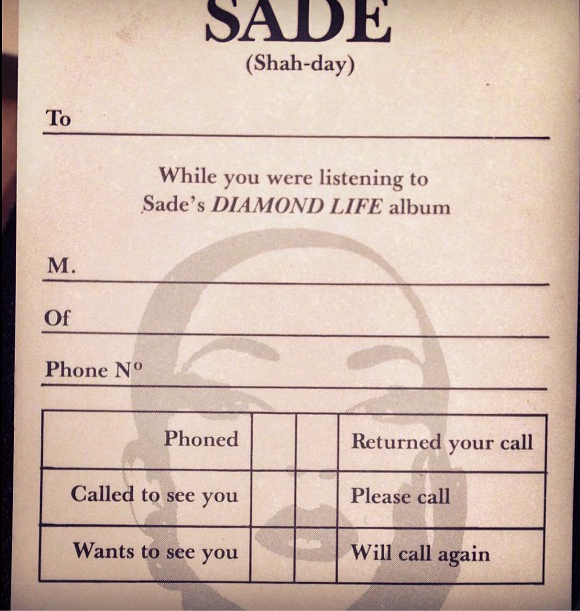 SADE
(Shah-day)
To
While you were listening to
Sade's DIAMOND LIFE album
M.
Of
Phone Nº
Phoned Returned your call
Called to see you Please call
Wants to see you Will call again